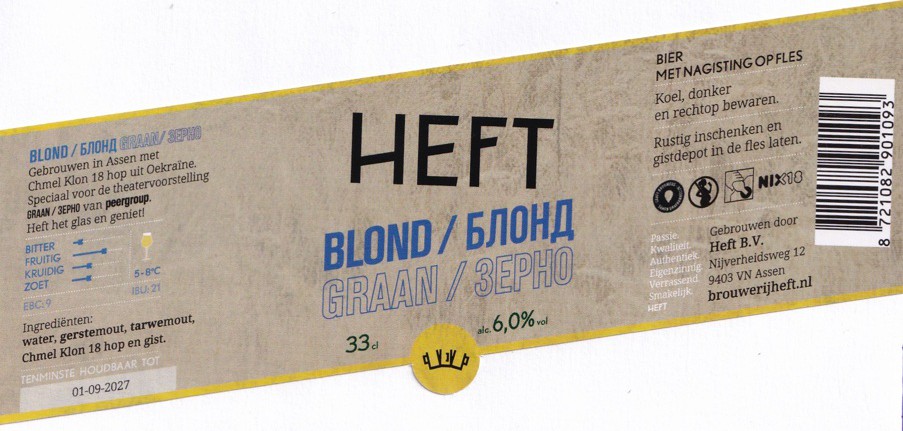 BLOND / БЛОНД GRAAN / ЗЕРНО
Gebrouwen in Assen met
Chmel Klon 18 hop uit Oekraïne.
Speciaal voor de theatervoorstelling
GRAAN / ЗЕРНО van peergroup.
Heft het glas en geniet!
BITTER
FRUITIG
KRUIDIG
ZOET
5-8°C
EBC: 9
IBU: 21
Ingrediënten:
water, gerstemout, tarwemout,
Chmel Klon 18 hop en gist.
TENMINSTE HOUDBAAR TOT
01-09-2027
HEFT
BLOND / БЛОНД
GRAAN / ЗЕРНО
33 cl
alc. 6,0% vol
BIER
MET NAGISTING OP FLES
Koel, donker
en rechtop bewaren.
Rustig inschenken en
gistdepot in de fles laten.
NIX18
Passie.
Kwaliteit.
Authentiek.
Eigenzinnig.
Verrassend.
Smakelijk.
HEFT
Gebrouwen door
Heft B.V.
Nijverheidsweg 12
9403 VN Assen
brouwerijheft.nl
8 721082 901093